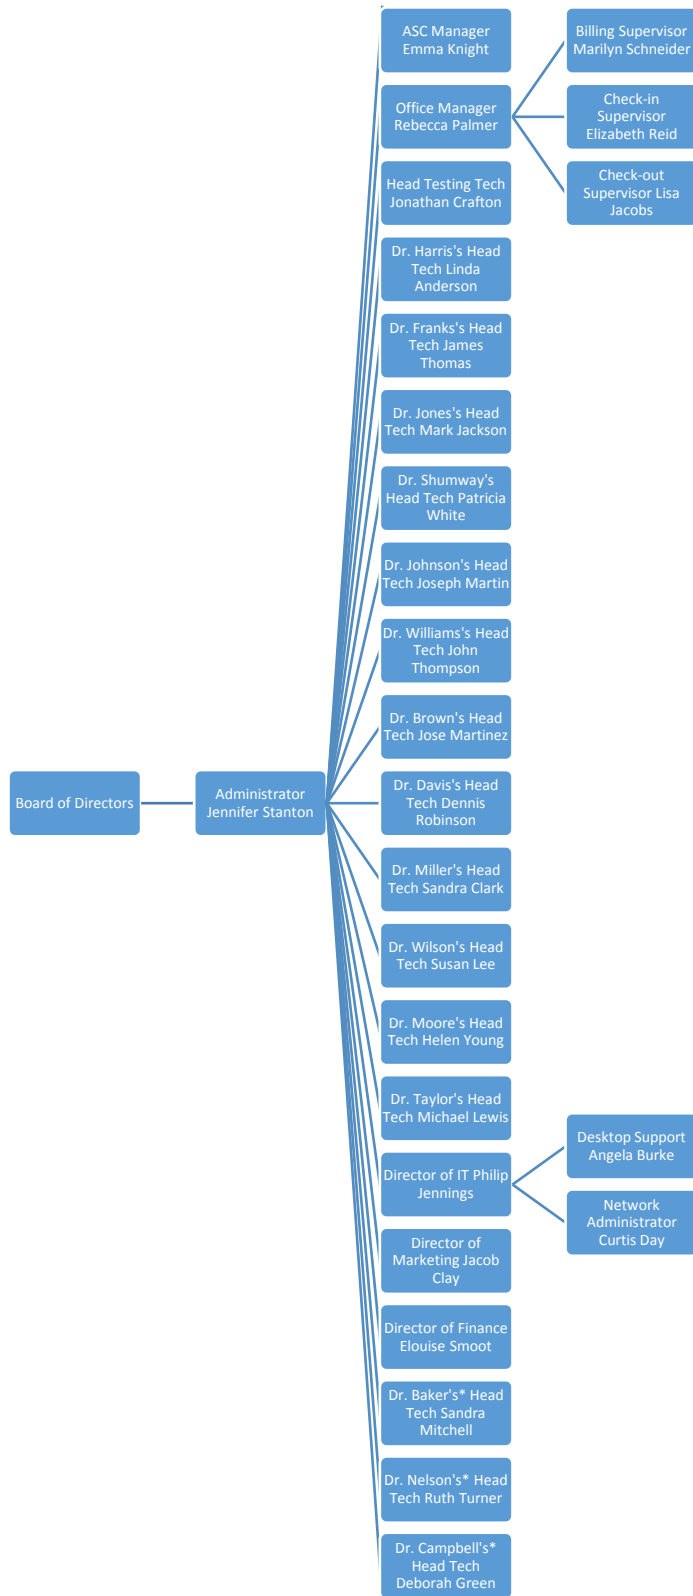 Board of Directors
Administrator
Jennifer Stanton
ASC Manager
Emma Knight
Office Manager
Rebecca Palmer
Billing Supervisor
Marilyn Schneider
Check-in
Supervisor
Elizabeth Reid
Check-out
Supervisor Lisa
Jacobs
Head Testing Tech
Jonathan Crafton
Dr. Harris's Head
Tech Linda
Anderson
Dr. Franks's Head
Tech James
Thomas
Dr. Jones's Head
Tech Mark Jackson
Dr. Shumway's
Head Tech Patricia
White
Dr. Johnson's Head
Tech Joseph Martin
Dr. Williams's Head
Tech John
Thompson
Dr. Brown's Head
Tech Jose Martinez
Dr. Davis's Head
Tech Dennis
Robinson
Dr. Miller's Head
Tech Sandra Clark
Dr. Wilson's Head
Tech Susan Lee
Dr. Moore's Head
Tech Helen Young
Dr. Taylor's Head
Tech Michael Lewis
Director of IT Philip
Jennings
Desktop Support
Angela Burke
Network
Administrator
Curtis Day
Director of
Marketing Jacob
Clay
Director of Finance
Elouise Smoot
Dr. Baker's* Head
Tech Sandra
Mitchell
Dr. Nelson's* Head
Tech Ruth Turner
Dr. Campbell's*
Head Tech
Deborah Green